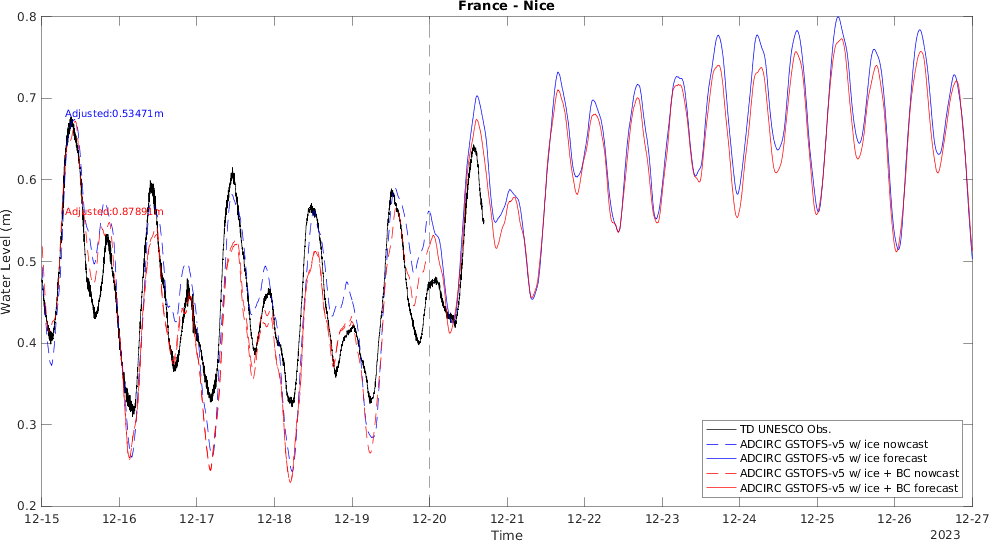 France - Nice
Water Level (m)
0.8
0.7
0.6
0.5
0.4
0.3
0.2
Adjusted:0.53471m
Adjusted:0.87891m
TD UNESCO Obs.
ADCIRC GSTOFS-v5 w/ ice nowcast
ADCIRC GSTOFS-v5 w/ ice forecast
ADCIRC GSTOFS-v5 w/ ice + BC nowcast
ADCIRC GSTOFS-v5 w/ ice + BC forecast
12-15 12-16 12-17 12-18 12-19 12-20 12-21 12-22 12-23 12-24 12-25 12-26 12-27
Time
2023